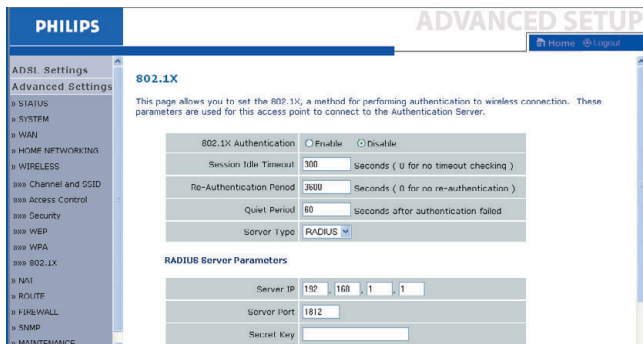 PHILIPS
ADVANCED SETUP
Home Logout
ADSL Settings
Advanced Settings
» STATUS
» SYSTEM
» WAN
» HOME NETWORKING
» WIRELESS
»»» Channel and SSID
»»» Access Control
»»» Security
»»» WEP
»»» WPA
»»» 802.1X
» NAT
» ROUTE
» FIREWALL
» SNMP
» MAINTENANCE
802.1X
This page allows you to set the 802.1X, a method for performing authentication to wireless connection. These
parameters are used for this access point to connect to the Authentication Server.
802.1X Authentication Enable Disable
Session Idle Timeout 300 Seconds ( 0 for no timeout checking )
Re-Authentication Period 3600 Seconds ( 0 for no re-authentication )
Quiet Period 60 Seconds after authentication failed
Server Type RADIUS
RADIUS Server Parameters
Server IP 192 . 168 . 1 . 1
Server Port 1812
Secret Key